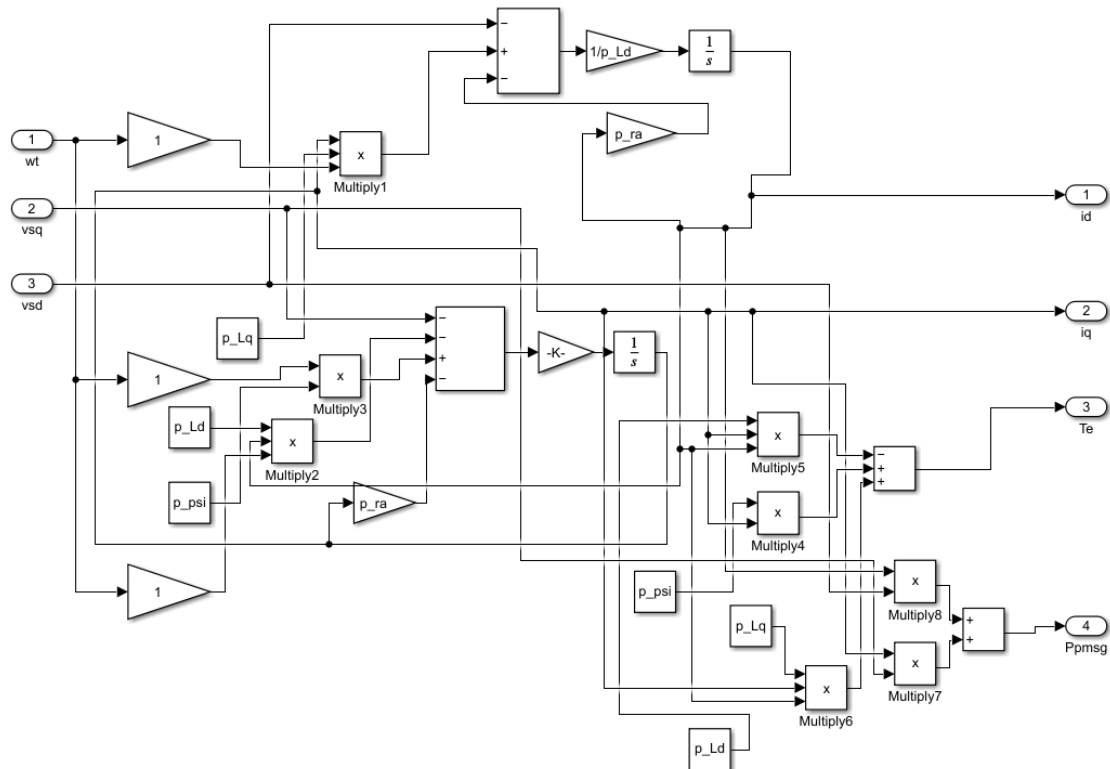 −
+
−
1/p_Ld
1
s
1
wt
1
x
Multiply1
p_ra
2
vsq
1
id
3
vsd
p_Lq
−
−
+
−
-K-
1
s
2
iq
1
x
Multiply3
p_Ld
x
Multiply2
p_psi
p_ra
x
Multiply5
−
+
+
3
Te
x
Multiply4
1
p_psi
x
Multiply8
p_Lq
+
+
4
Ppmsg
x
Multiply7
x
Multiply6
p_Ld